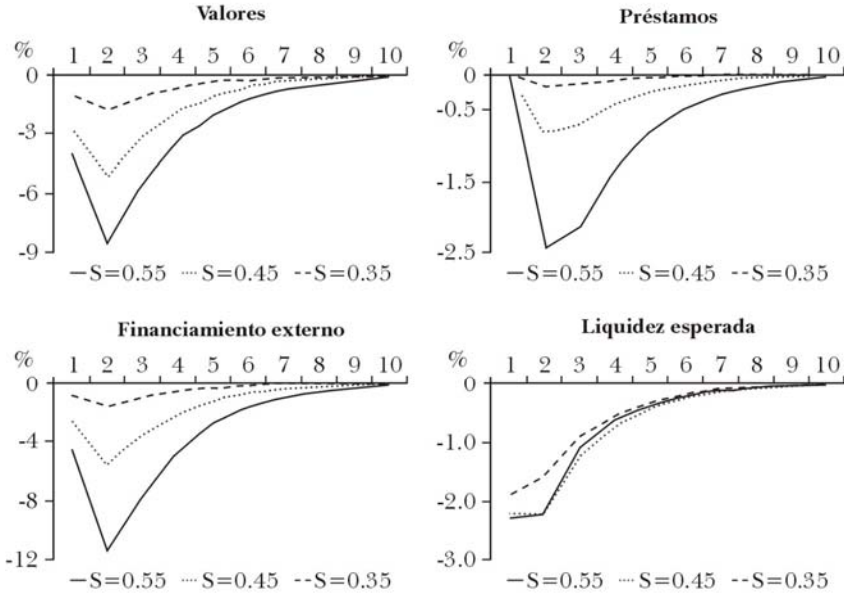 Valores
%
1 2 3 4 5 6 7 8 9 10
0
-3
-6
-9
S=0.55 S=0.45 S=0.35
Préstamos
%
1 2 3 4 5 6 7 8 9 10
0
-0.5
-1.5
-2.5
S=0.55 S=0.45 S=0.35
Financiamiento externo
%
1 2 3 4 5 6 7 8 9 10
0
-4
-8
-12
S=0.55 S=0.45 S=0.35
Liquidez esperada
%
1 2 3 4 5 6 7 8 9 10
0
-1.0
-2.0
-3.0
S=0.55 S=0.45 S=0.35